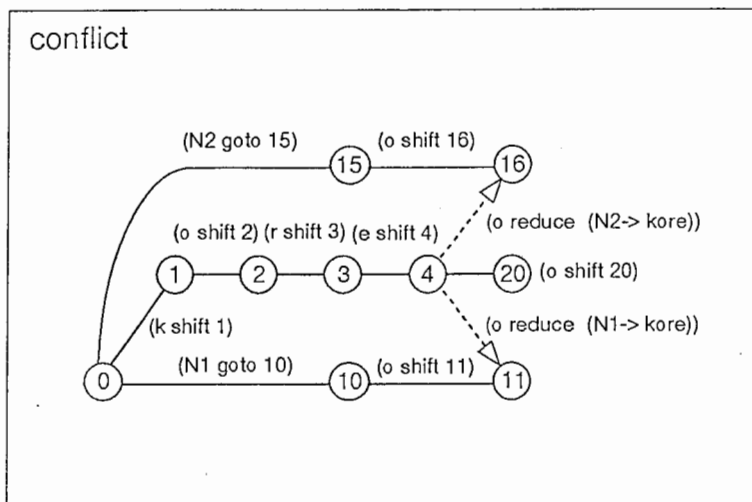 conflict
(N2 goto 15)
(o shift 16)
15
16
(o reduce (N2-> kore))
(o shift 2) (r shift 3) (e shift 4)
1
2
3
4
20
(o shift 20)
(k shift 1)
(o reduce (N1-> kore))
(N1 goto 10)
(o shift 11)
0
10
11